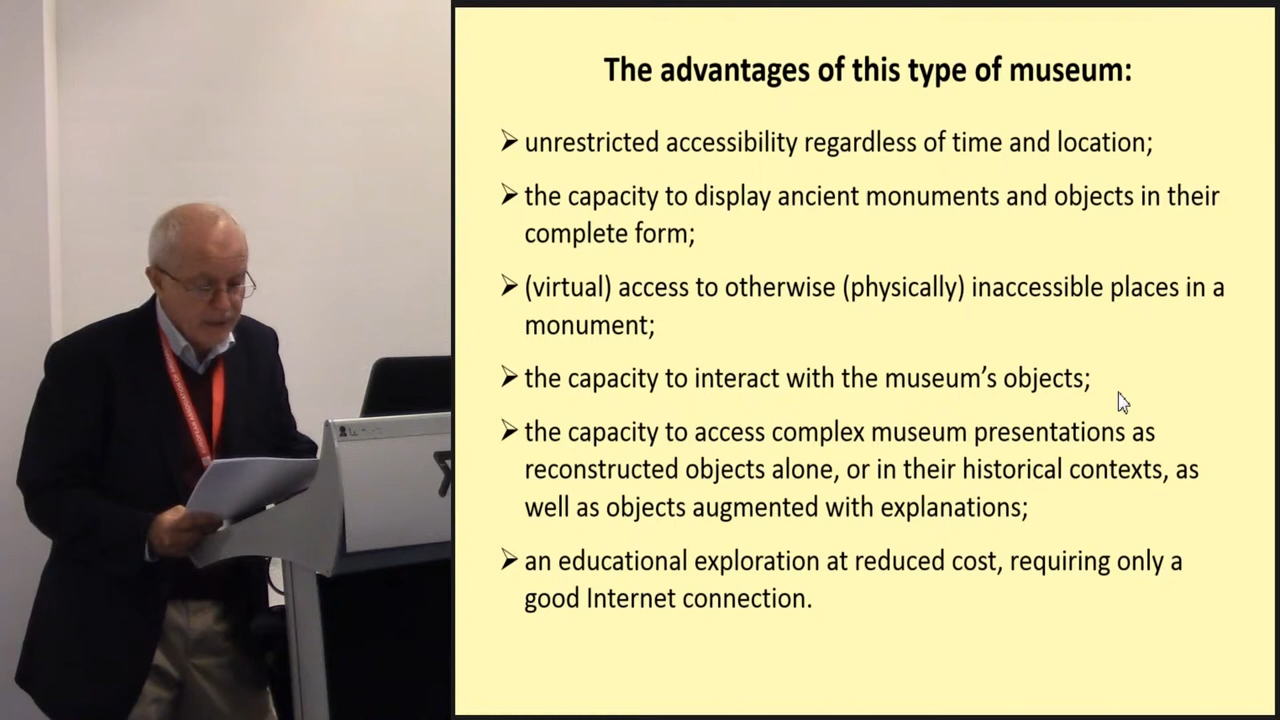 The advantages of this type of museum:
➢ unrestricted accessibility regardless of time and location;
➢ the capacity to display ancient monuments and objects in their
complete form;
➢ (virtual) access to otherwise (physically) inaccessible places in a
monument;
➢ the capacity to interact with the museum’s objects;
➢ the capacity to access complex museum presentations as
reconstructed objects alone, or in their historical contexts, as
well as objects augmented with explanations;
➢ an educational exploration at reduced cost, requiring only a
good Internet connection.